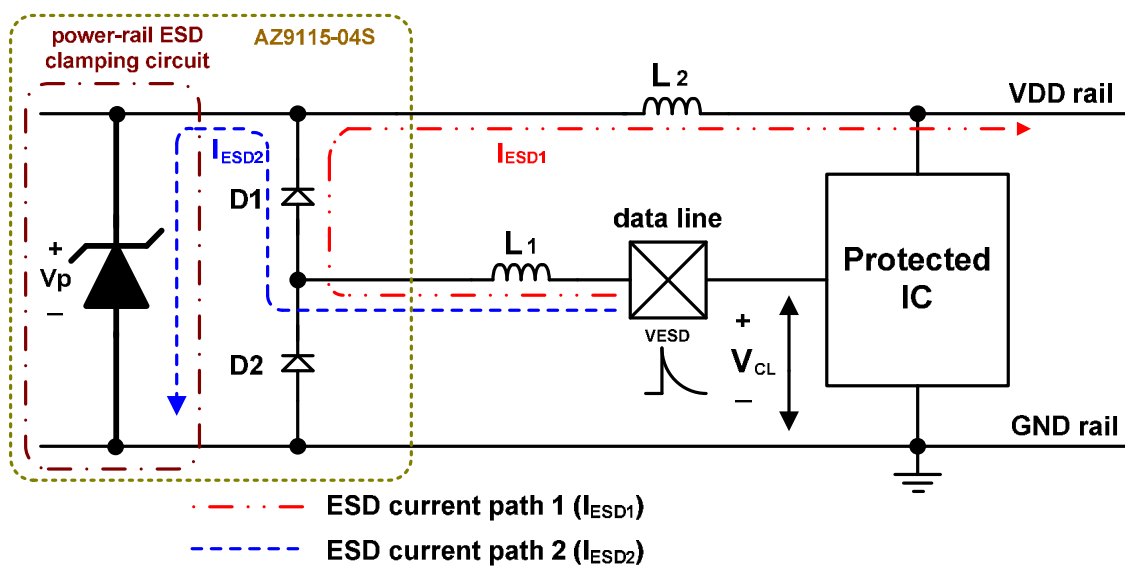 power-rail ESD
clamping circuit
AZ9115-04S
L2
VDD rail
IESD2
IESD1
D1
data line
L1
+
Vp
–
Protected
IC
VESD
+
VCL
–
D2
GND rail
ESD current path 1 (IESD1)
ESD current path 2 (IESD2)